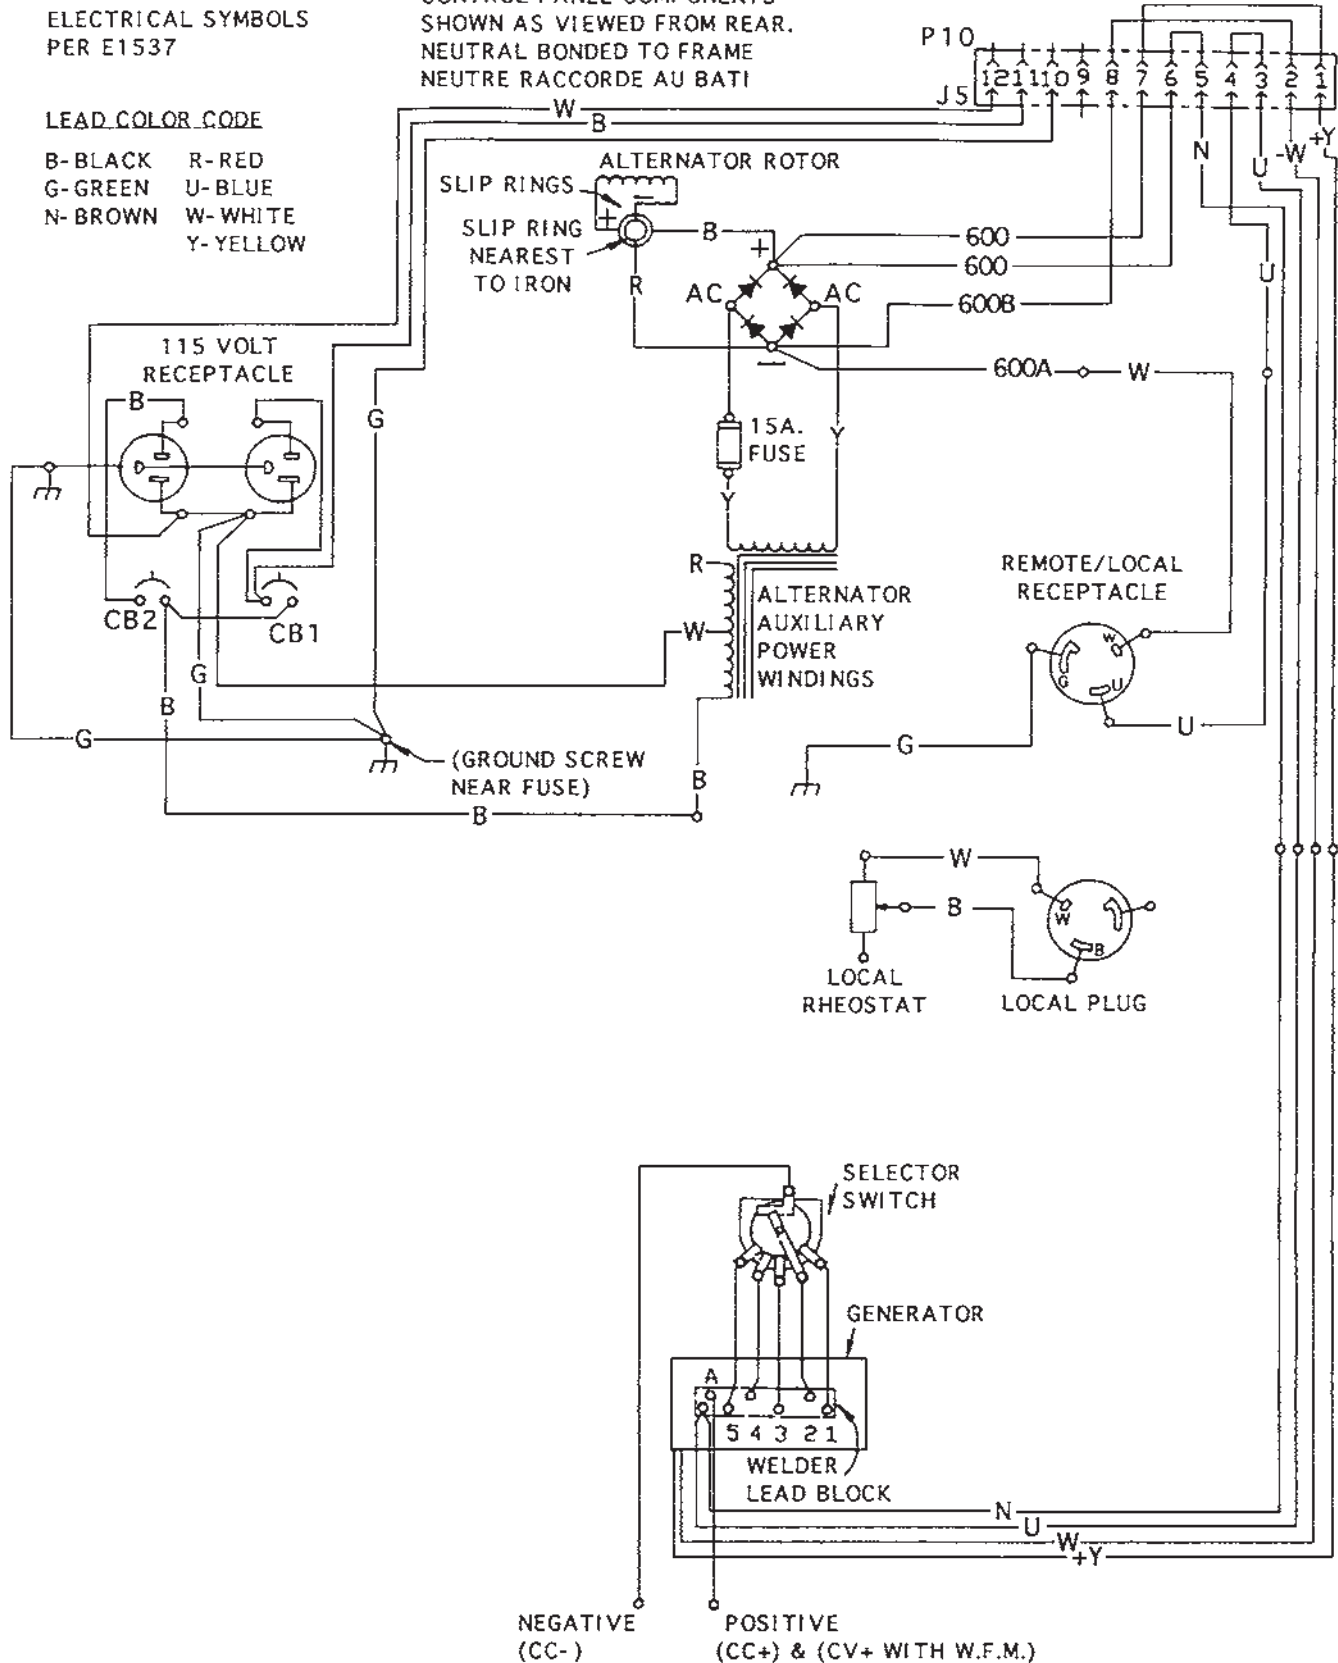 ELECTRICAL SYMBOLS
PER E1537
CONTROL PANEL COMPONENTS
SHOWN AS VIEWED FROM REAR.
NEUTRAL BONDED TO FRAME
NEUTRE RACCORDE AU BATI
LEAD COLOR CODE
B-BLACK R-RED
G-GREEN U-BLUE
N-BROWN W-WHITE
Y-YELLOW
P10
J5
12 11 10 9 8 7 6 5 4 3 2 1
W
B
N
U
-W
+Y
ALTERNATOR ROTOR
SLIP RINGS
+
−
SLIP RING
NEAREST
TO IRON
B
R
+
AC
AC
−
600
600
600B
600A
W
U
115 VOLT
RECEPTACLE
B
G
15A.
FUSE
Y
Y
R
W
ALTERNATOR
AUXILIARY
POWER
WINDINGS
CB2
CB1
G
B
G
(GROUND SCREW
NEAR FUSE)
B
B
REMOTE/LOCAL
RECEPTACLE
W
G
U
U
G
W
B
W
B
LOCAL
RHEOSTAT
LOCAL PLUG
SELECTOR
SWITCH
GENERATOR
A
5 4 3 2 1
WELDER
LEAD BLOCK
N
U
W
+Y
NEGATIVE
(CC-)
POSITIVE
(CC+) & (CV+ WITH W.F.M.)